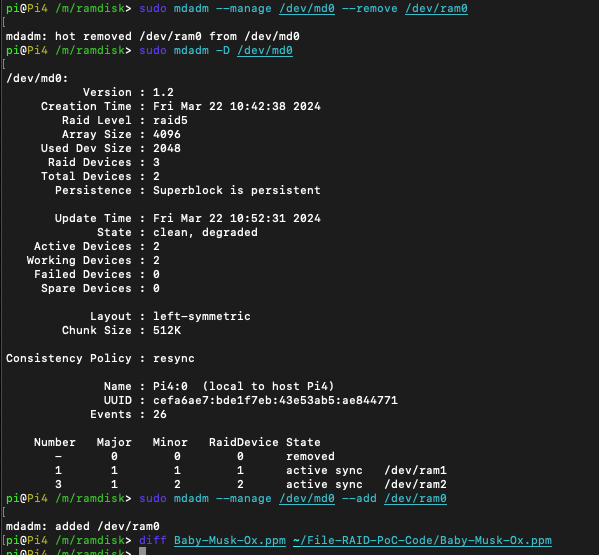 pi@Pi4 /m/ramdisk> sudo mdadm --manage /dev/md0 --remove /dev/ram0
[
mdadm: hot removed /dev/ram0 from /dev/md0
pi@Pi4 /m/ramdisk> sudo mdadm -D /dev/md0
[
/dev/md0:
Version : 1.2
Creation Time : Fri Mar 22 10:42:38 2024
Raid Level : raid5
Array Size : 4096
Used Dev Size : 2048
Raid Devices : 3
Total Devices : 2
Persistence : Superblock is persistent
Update Time : Fri Mar 22 10:52:31 2024
State : clean, degraded
Active Devices : 2
Working Devices : 2
Failed Devices : 0
Spare Devices : 0
Layout : left-symmetric
Chunk Size : 512K
Consistency Policy : resync
Name : Pi4:0 (local to host Pi4)
UUID : cefa6ae7:bde1f7eb:43e53ab5:ae844771
Events : 26
Number Major Minor RaidDevice State
- 0 0 0 removed
1 1 1 1 active sync /dev/ram1
3 1 2 2 active sync /dev/ram2
pi@Pi4 /m/ramdisk> sudo mdadm --manage /dev/md0 --add /dev/ram0
[
mdadm: added /dev/ram0
pi@Pi4 /m/ramdisk> diff Baby-Musk-Ox.ppm ~/File-RAID-PoC-Code/Baby-Musk-Ox.ppm
pi@Pi4 /m/ramdisk>